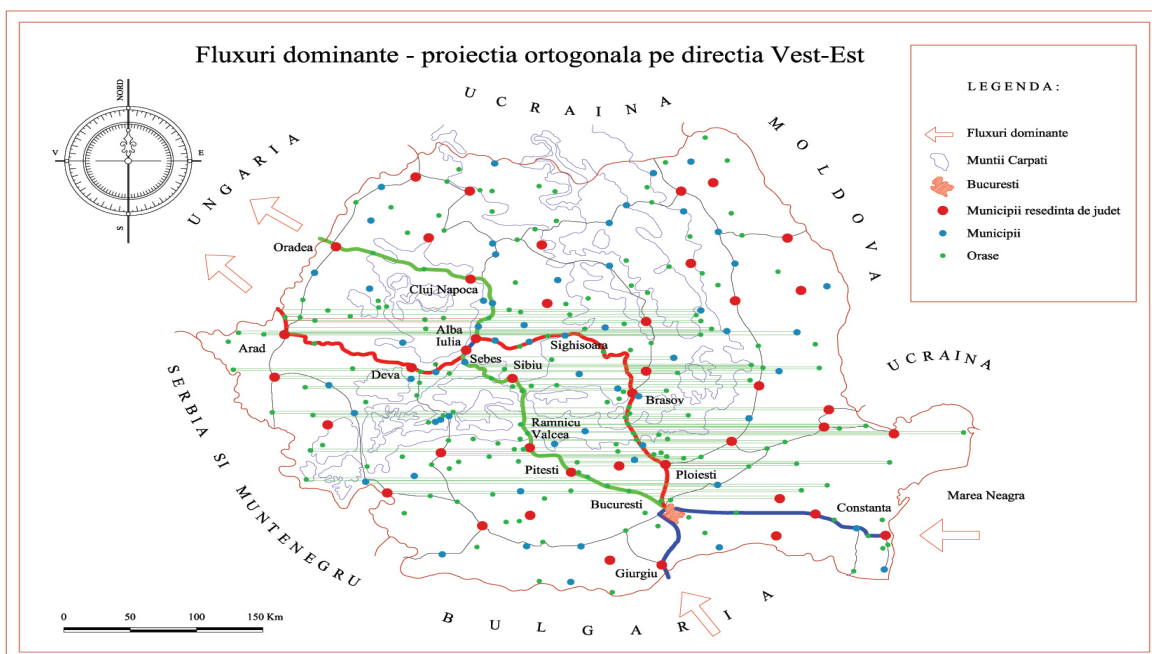 Fluxuri dominante - proiectia ortogonala pe directia Vest-Est
NORD
V
E
S
UCRAINA
MOLDOVA
UNGARIA
LEGENDA:
Fluxuri dominante
Muntii Carpati
Bucuresti
Municipii resedinta de judet
Municipii
Orase
Oradea
Cluj Napoca
Arad
Alba
Iulia
Sebes
Sighisoara
Deva
Sibiu
Brasov
UCRAINA
SERBIA SI
MUNTENEGRU
Ramnicu
Valcea
Pitesti
Ploiesti
Bucuresti
Constanta
Marea Neagra
Giurgiu
BULGARIA
0 50 100 150 Km